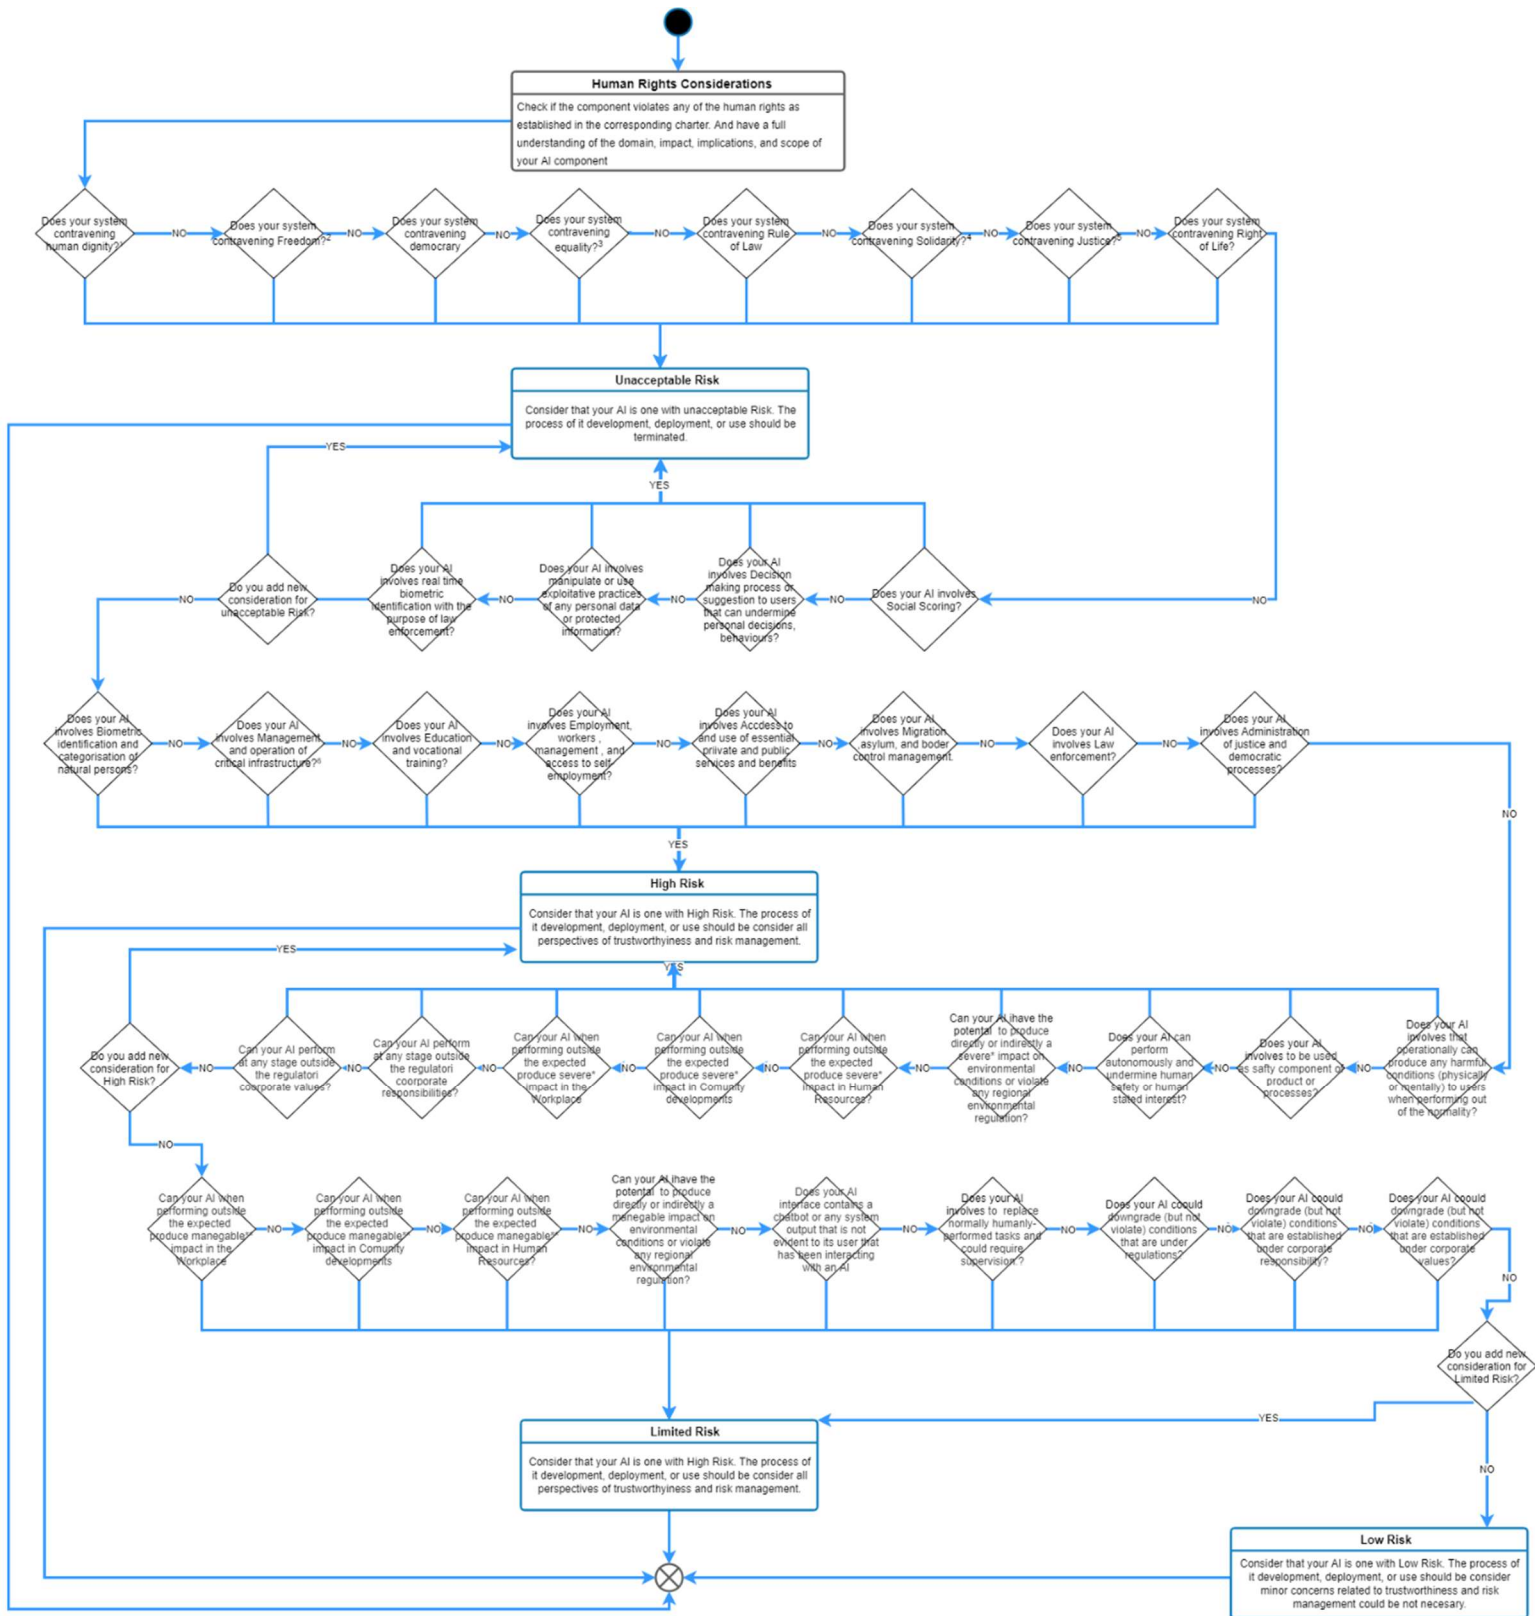 Human Rights Considerations
Check if the component violates any of the human rights as
established in the corresponding charter. And have a full
understanding of the domain, impact, implications, and scope of
your AI component
Does your system
contravening
human dignity?¹
NO
Does your system
contravening Freedom?²
NO
Does your system
contravening
democrary
NO
Does your system
contravening
equality?³
NO
Does your system
contravening Rule
of Law
NO
Does your system
contravening Solidarity?⁴
NO
Does your system
contravening Justice?⁵
NO
Does your system
contravening Right
of Life?
Unacceptable Risk
Consider that your AI is one with unacceptable Risk. The
process of it development, deployment, or use should be
terminated.
YES
YES
Do you add new
consideration for
unacceptable Risk?
NO
Does your AI
involves real time
biometric
identification with the
purpose of law
enforcement?
NO
Does your AI involves
manipulate or use
exploitative practices
of any personal data
or protected
information?
NO
Does your AI
involves Decision
making process or
suggestion to users
that can undermine
personal decisions,
behaviours?
NO
Does your AI involves
Social Scoring?
NO
Does your AI
involves Biometric
identification and
categorisation of
natural persons?
NO
Does your AI
involves Management
and operation of
critical infrastructure?⁶
NO
Does your AI
involves Education
and vocational
training?
NO
Does your AI
involves Employment,
workers ,
management , and
access to self
employment?
NO
Does your AI
involves Accdess to
and use of essential
private and public
services and benefits
NO
Does your AI
involves Migration
,asylum, and boder
control management.
NO
Does your AI
involves Law
enforcement?
NO
Does your AI
involves Administration
of justice and
democratic
processes?
NO
YES
High Risk
Consider that your AI is one with High Risk. The process of
it development, deployment, or use should be consider all
perspectives of trustworthyiness and risk management.
YES
YES
Do you add new
consideration for
High Risk?
NO
Can your AI perform
at any stage outside
the regulatori
coorporate values?
NO
Can your AI perform
at any stage outside
the regulatori
coorporate
responsibilities?
NO
Can your AI when
performing outside
the expected
produce severe*
impact in the
Workplace
NO
Can your AI when
performing outside
the expected
produce severe*
impact in Comunity
developments
NO
Can your AI when
performing outside
the expected
produce severe*
impact in Human
Resources?
NO
Can your AI ihave the
potental to produce
directly or indirectly a
severe* impact on
environmental
conditions or violate
any regional
environmental
regulation?
NO
Does your AI can
perform
autonomously and
undermine human
safety or human
stated interest?
NO
Does your AI
involves to be used
as safty component of
product or
processes?
NO
Does your AI
involves that
operationally can
produce any harmful
conditions (physically
or mentally) to users
when performing out
of the normality?
NO
Can your AI when
performing outside
the expected
produce manegable**
impact in the
Workplace
NO
Can your AI when
performing outside
the expected
produce manegable**
impact in Comunity
developments
NO
Can your AI when
performing outside
the expected
produce manegable**
impact in Human
Resources?
NO
Can your AI ihave the
potental to produce
directly or indirectly a
menegable impact on
environmental
conditions or violate
any regional
environmental
regulation?
NO
Does your AI
interface contains a
chatbot or any system
output that is not
evident to its user that
has been interacting
with an AI
NO
Does your AI
involves to replace
normally humanly-
performed tasks and
could require
supervision.?
NO
Does your AI coould
downgrade (but not
violate) conditions
that are under
regulations?
NO
Does your AI coould
downgrade (but not
violate) conditions
that are established
under corporate
responsibility?
NO
Does your AI coould
downgrade (but not
violate) conditions
that are established
under corporate
values?
NO
Do you add new
consideration for
Limited Risk?
YES
NO
Limited Risk
Consider that your AI is one with High Risk. The process of
it development, deployment, or use should be consider all
perspectives of trustworthyiness and risk management.
Low Risk
Consider that your AI is one with Low Risk. The process of
it development, deployment, or use should be consider
minor concerns related to trustworthiness and risk
management could be not necesary.